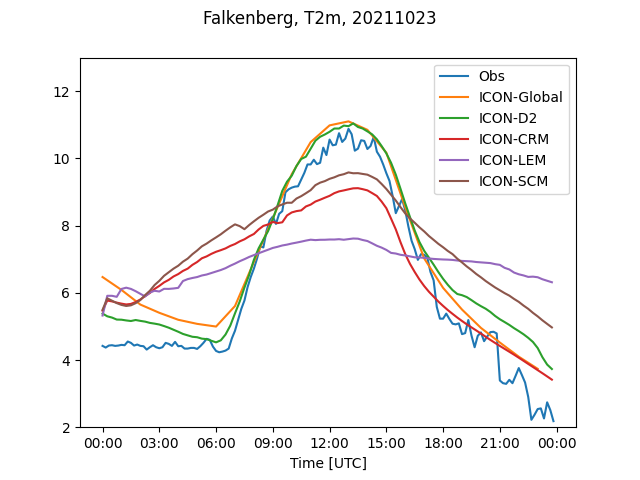 Falkenberg, T2m, 20211023
Obs
ICON-Global
ICON-D2
ICON-CRM
ICON-LEM
ICON-SCM
12
10
8
6
4
2
00:00 03:00 06:00 09:00 12:00 15:00 18:00 21:00 00:00
Time [UTC]